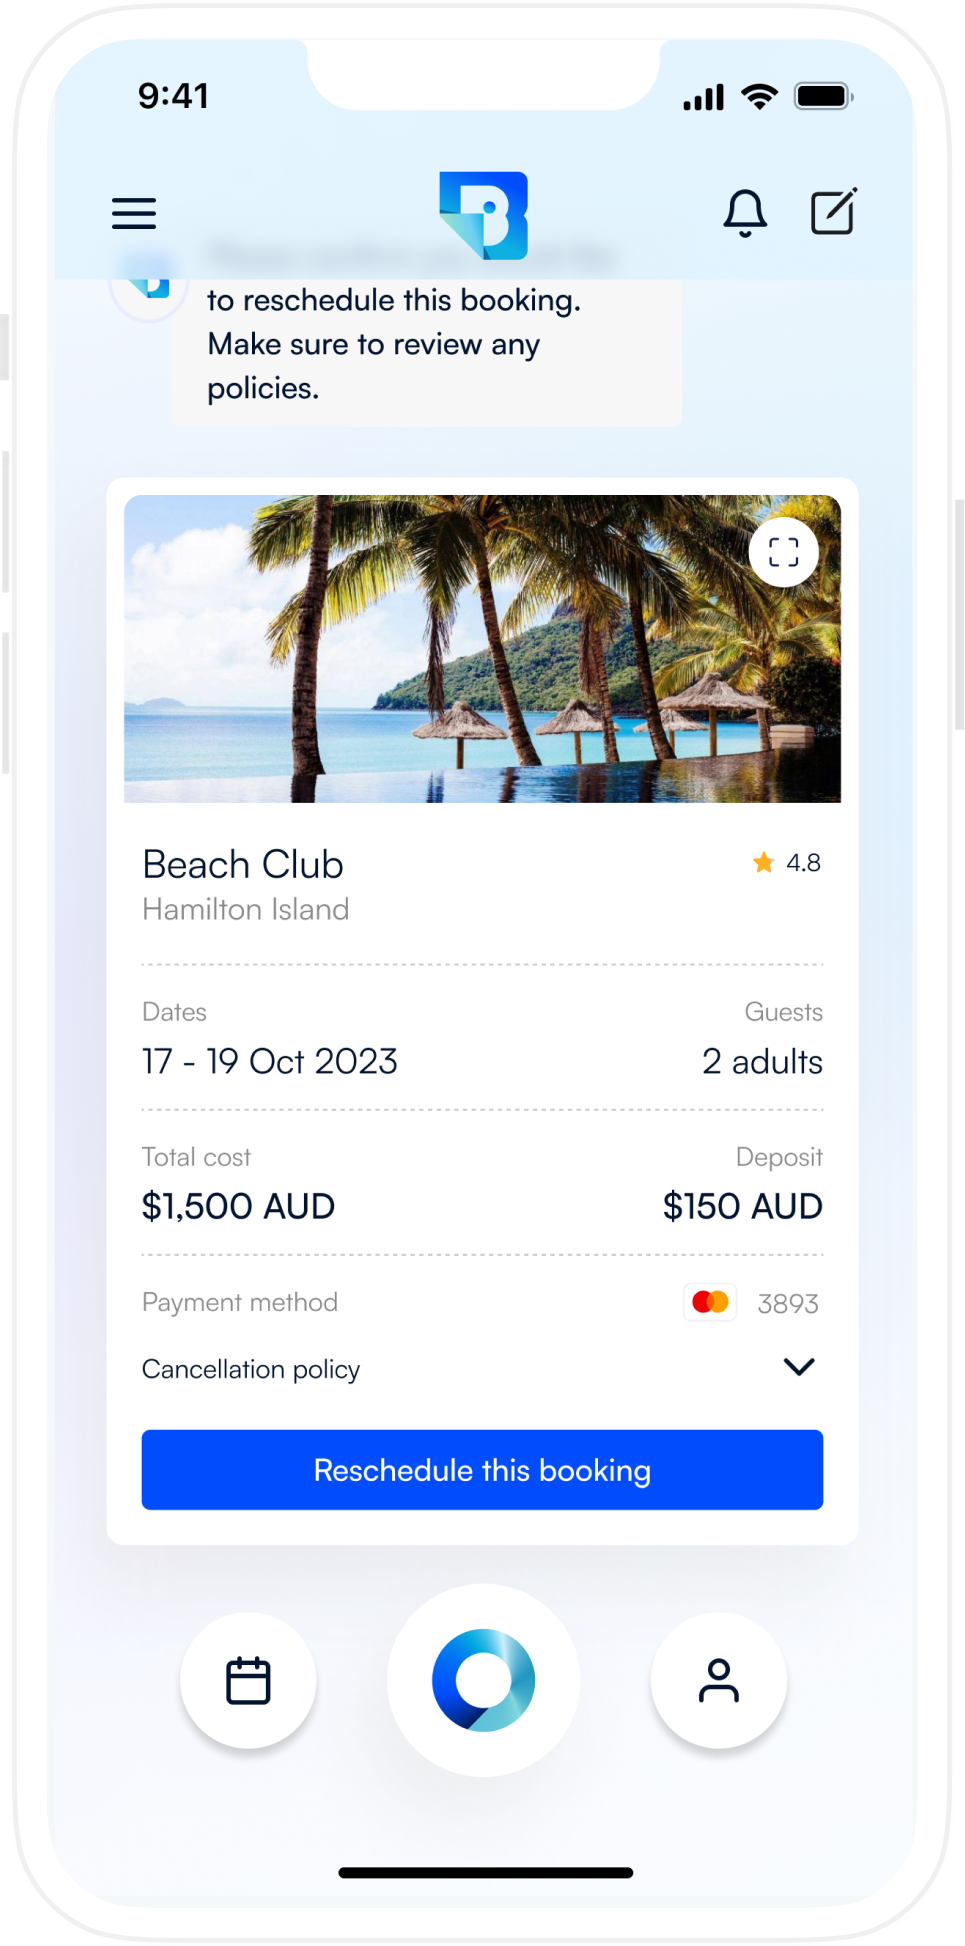 9:41
to reschedule this booking.
Make sure to review any
policies.
Beach Club
4.8
Hamilton Island
Dates
Guests
17 - 19 Oct 2023
2 adults
Total cost
Deposit
$1,500 AUD
$150 AUD
Payment method
3893
Cancellation policy
Reschedule this booking